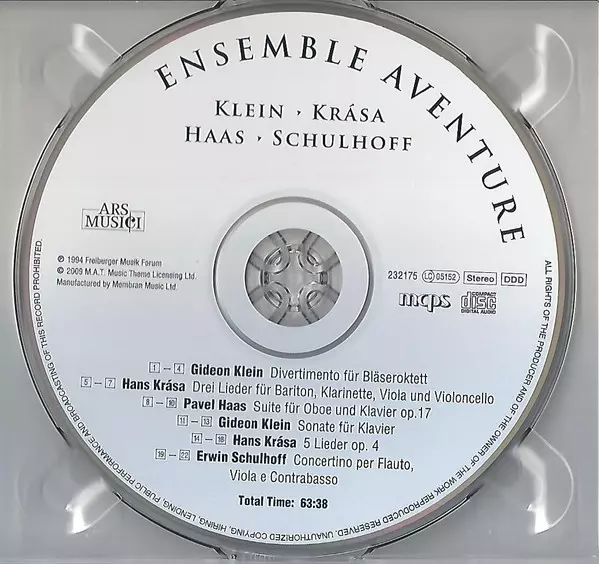 ENSEMBLE AVENTURE
KLEIN · KRÁSA
HAAS · SCHULHOFF
ARS
MUSICI
℗ 1994 Freiburger Musik Forum
© 2009 M.A.T. Music Theme Licensing Ltd.
Manufactured by Membran Music Ltd.
232175 LC 05152 Stereo DDD
mcps COMPACT disc DIGITAL AUDIO
1 – 4 Gideon Klein Divertimento für Bläseroktett
5 – 7 Hans Krása Drei Lieder für Bariton, Klarinette, Viola und Violoncello
8 – 10 Pavel Haas Suite für Oboe und Klavier op.17
11 – 13 Gideon Klein Sonate für Klavier
14 – 18 Hans Krása 5 Lieder op. 4
19 – 22 Erwin Schulhoff Concertino per Flauto,
Viola e Contrabasso
Total Time: 63:38
ALL RIGHTS OF THE PRODUCER AND OF THE OWNER OF THE WORK REPRODUCED RESERVED. UNAUTHORIZED COPYING, HIRING, LENDING, PUBLIC PERFORMANCE AND BROADCASTING OF THIS RECORD PROHIBITED.